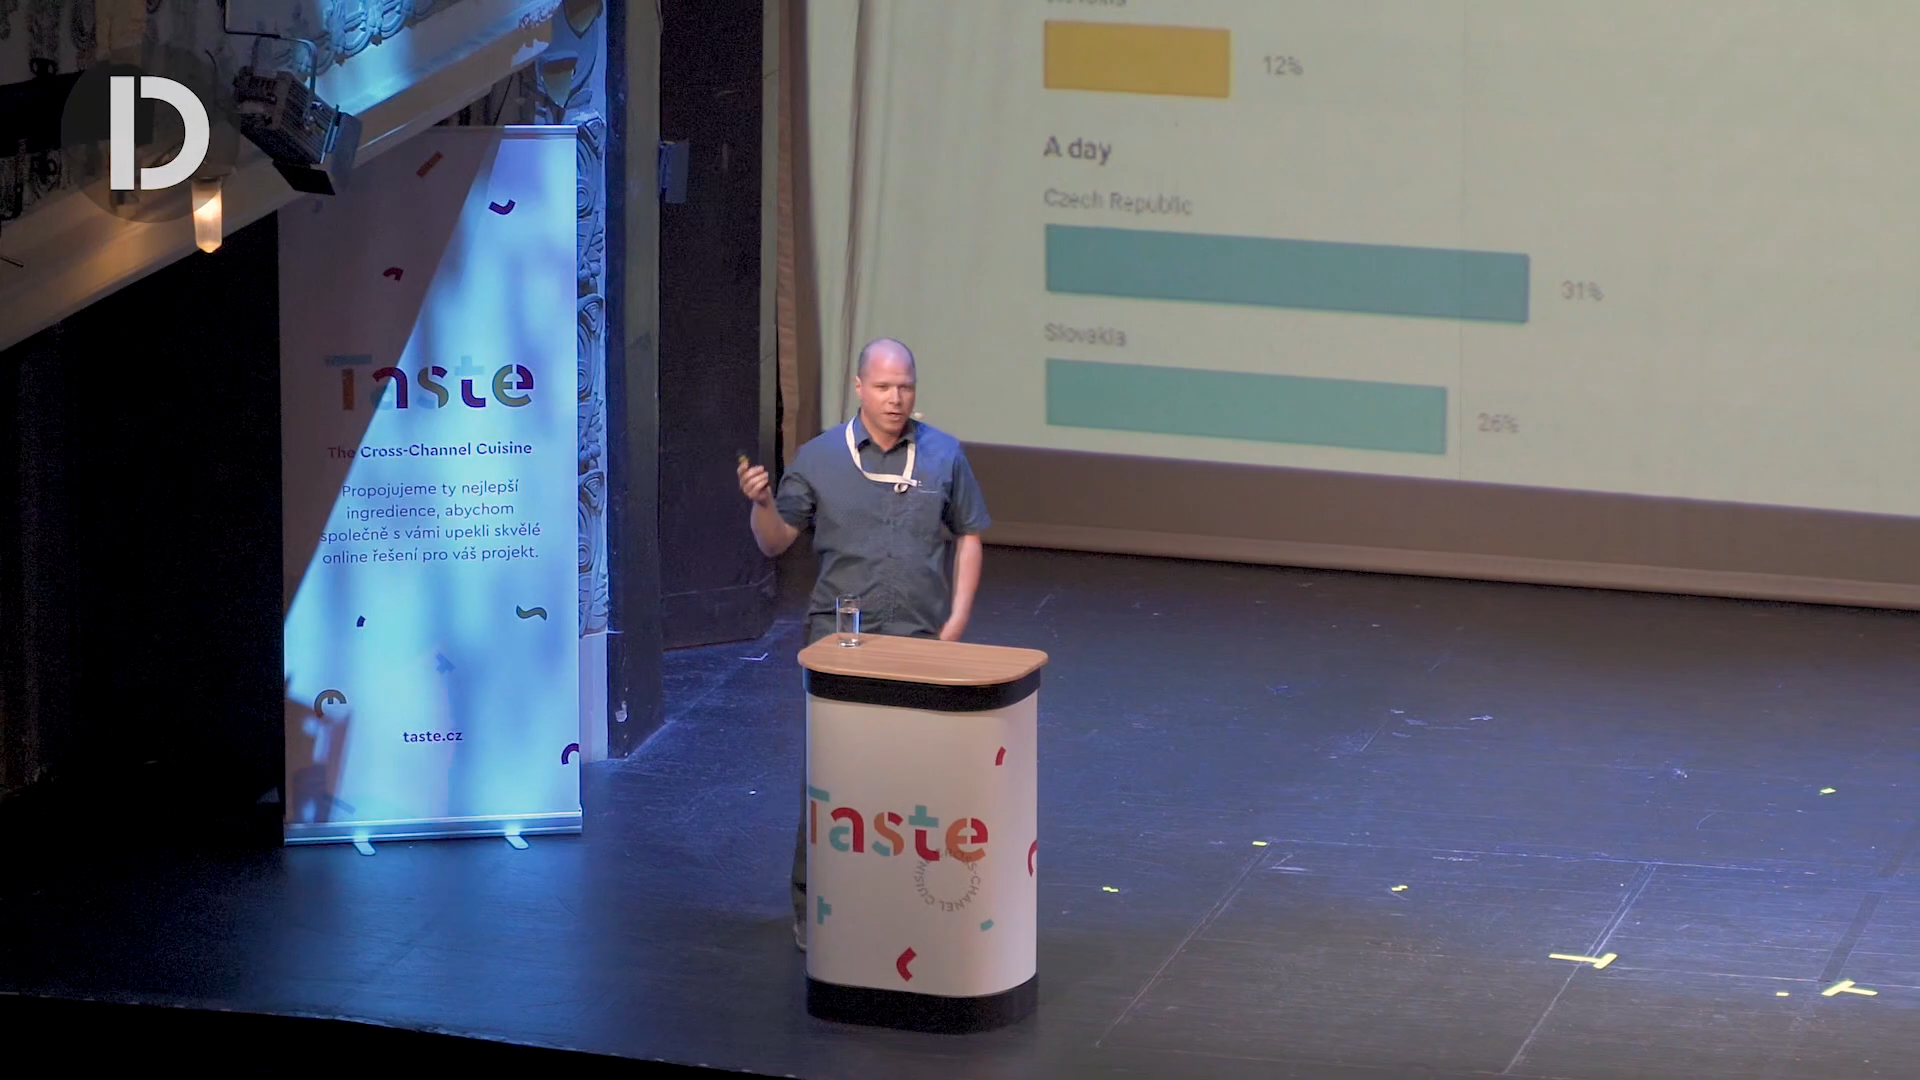 D
Taste
The Cross-Channel Cuisine
Propojujeme ty nejlepší
ingredience, abychom
společně s vámi upekli skvělé
online řešení pro váš projekt.
taste.cz
12%
A day
Czech Republic
31%
Slovakia
26%
Taste